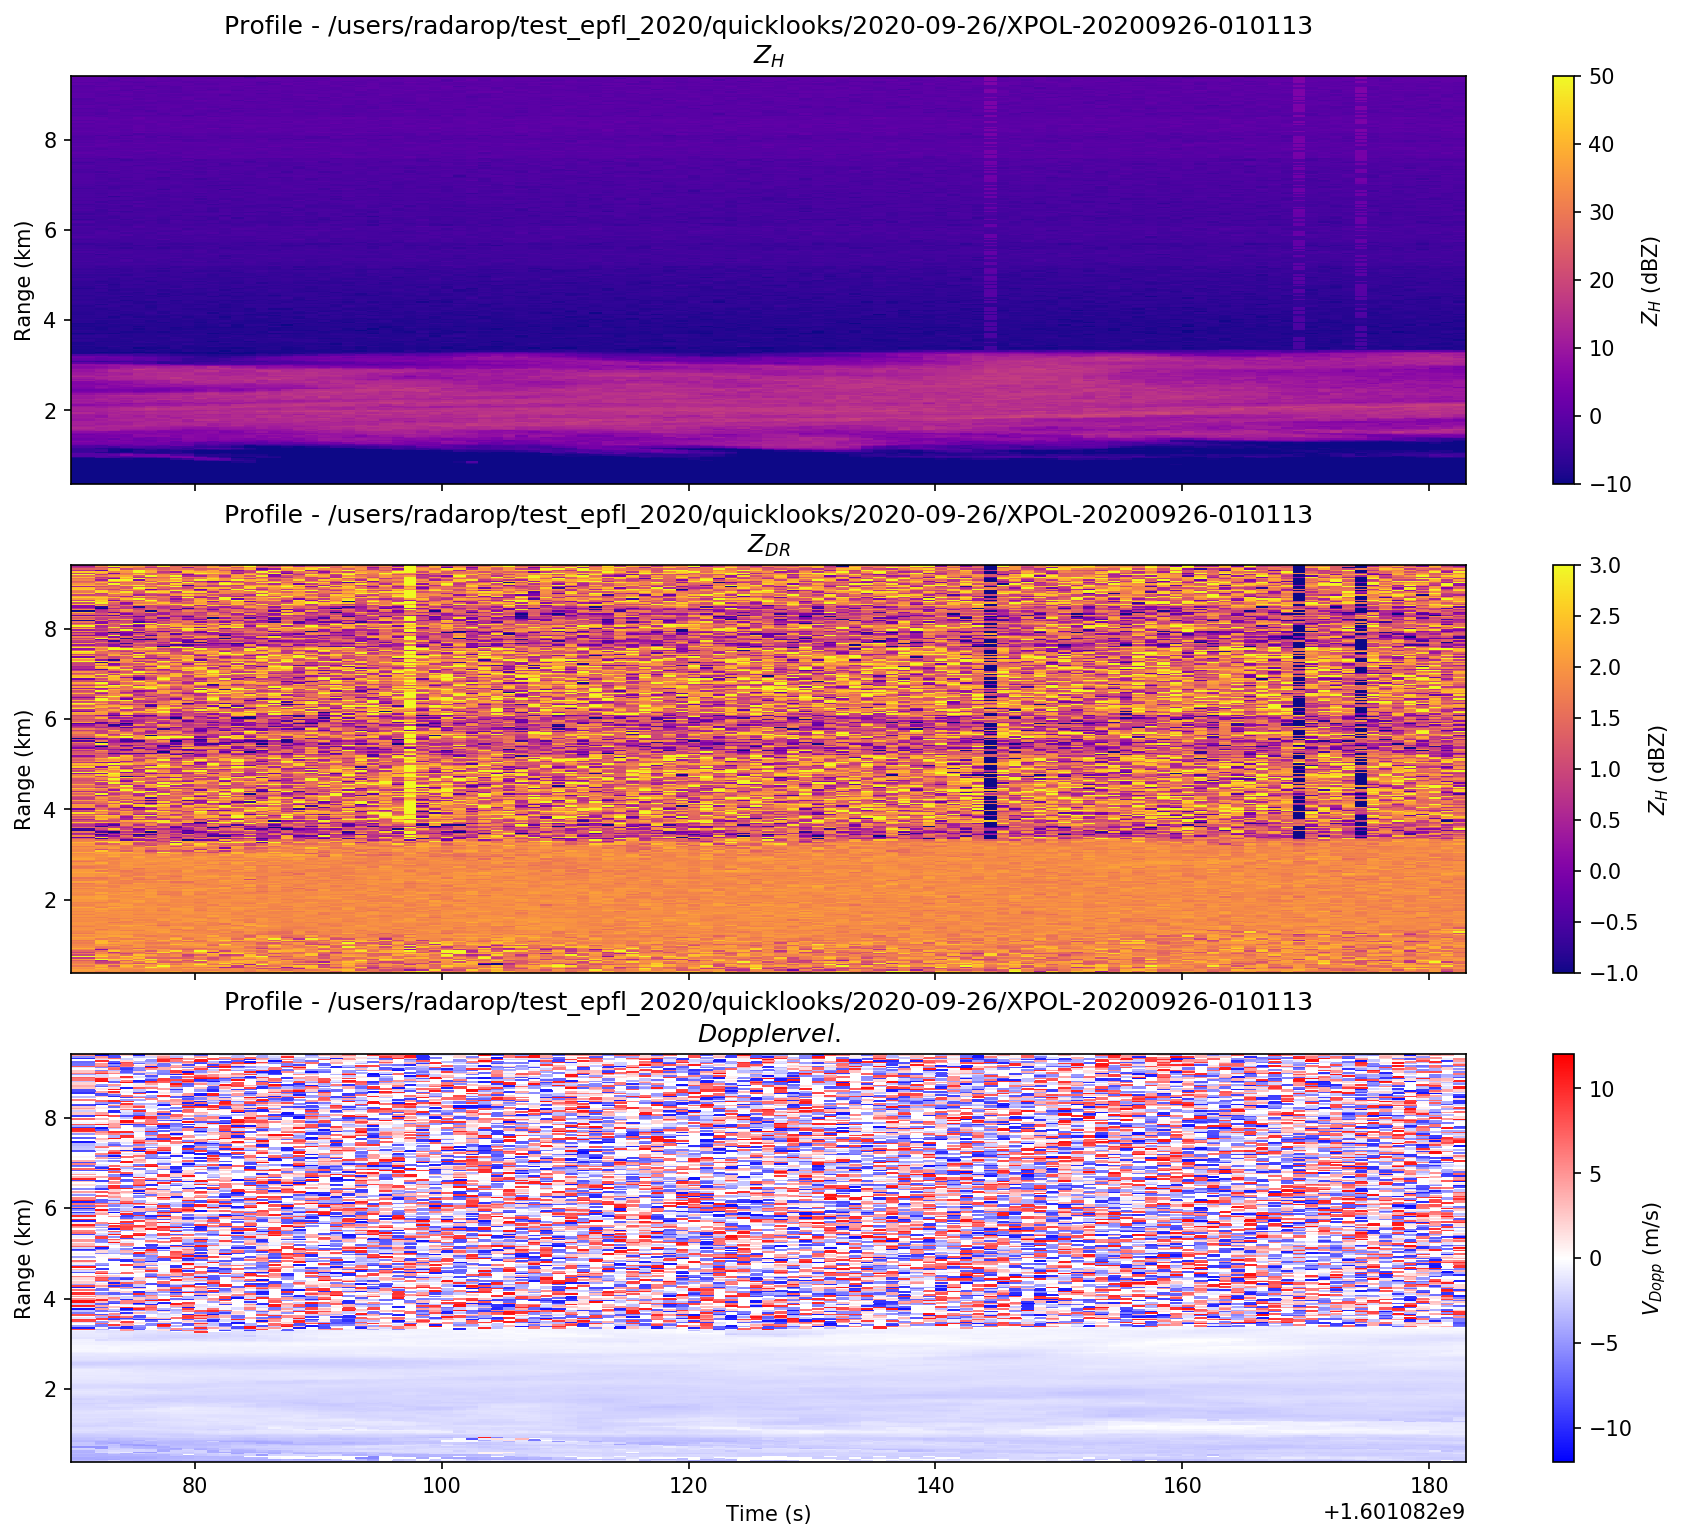 Profile - /users/radarop/test_epfl_2020/quicklooks/2020-09-26/XPOL-20200926-010113
Z_H
8
6
4
2
Range (km)
50
40
30
20
10
0
−10
Z_H (dBZ)
Profile - /users/radarop/test_epfl_2020/quicklooks/2020-09-26/XPOL-20200926-010113
Z_DR
8
6
4
2
Range (km)
3.0
2.5
2.0
1.5
1.0
0.5
0.0
−0.5
−1.0
Z_H (dBZ)
Profile - /users/radarop/test_epfl_2020/quicklooks/2020-09-26/XPOL-20200926-010113
Dopplervel.
8
6
4
2
Range (km)
10
5
0
−5
−10
V_Dopp (m/s)
80 100 120 140 160 180
Time (s)
+1.601082e9